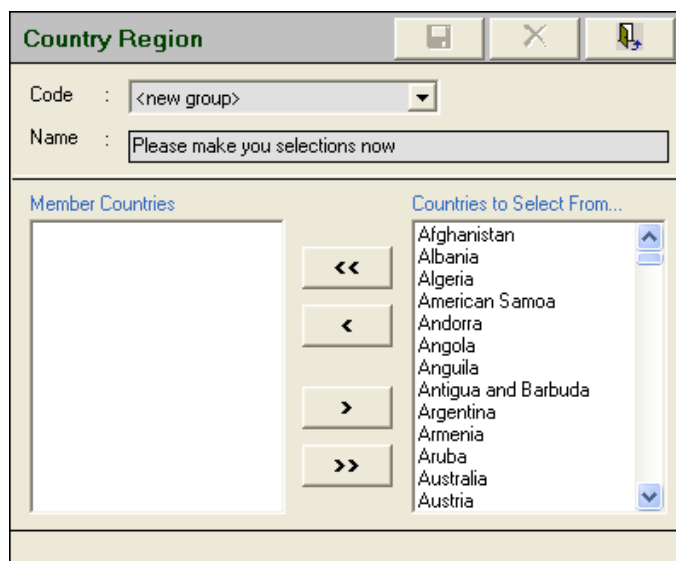 Country Region
Code : <new group>
Name : Please make you selections now
Member Countries
Countries to Select From...
<<
<
>
>>
Afghanistan
Albania
Algeria
American Samoa
Andorra
Angola
Anguila
Antigua and Barbuda
Argentina
Armenia
Aruba
Australia
Austria